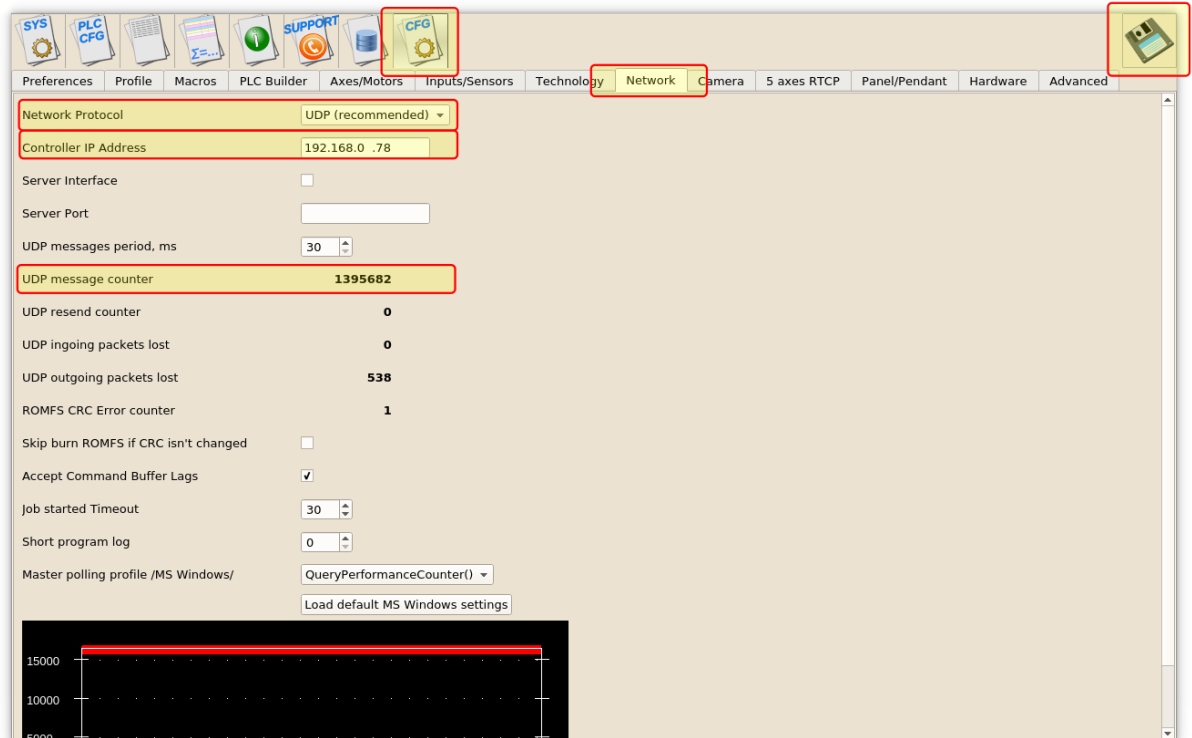 SYS
PLC CFG
Σ=...
SUPPORT
CFG
Preferences Profile Macros PLC Builder Axes/Motors Inputs/Sensors Technology Network Camera 5 axes RTCP Panel/Pendant Hardware Advanced
Network Protocol UDP (recommended)
Controller IP Address 192.168.0 .78
Server Interface
Server Port
UDP messages period, ms 30
UDP message counter 1395682
UDP resend counter 0
UDP ingoing packets lost 0
UDP outgoing packets lost 538
ROMFS CRC Error counter 1
Skip burn ROMFS if CRC isn't changed
Accept Command Buffer Lags
Job started Timeout 30
Short program log 0
Master polling profile /MS Windows/ QueryPerformanceCounter()
Load default MS Windows settings
15000
10000
5000